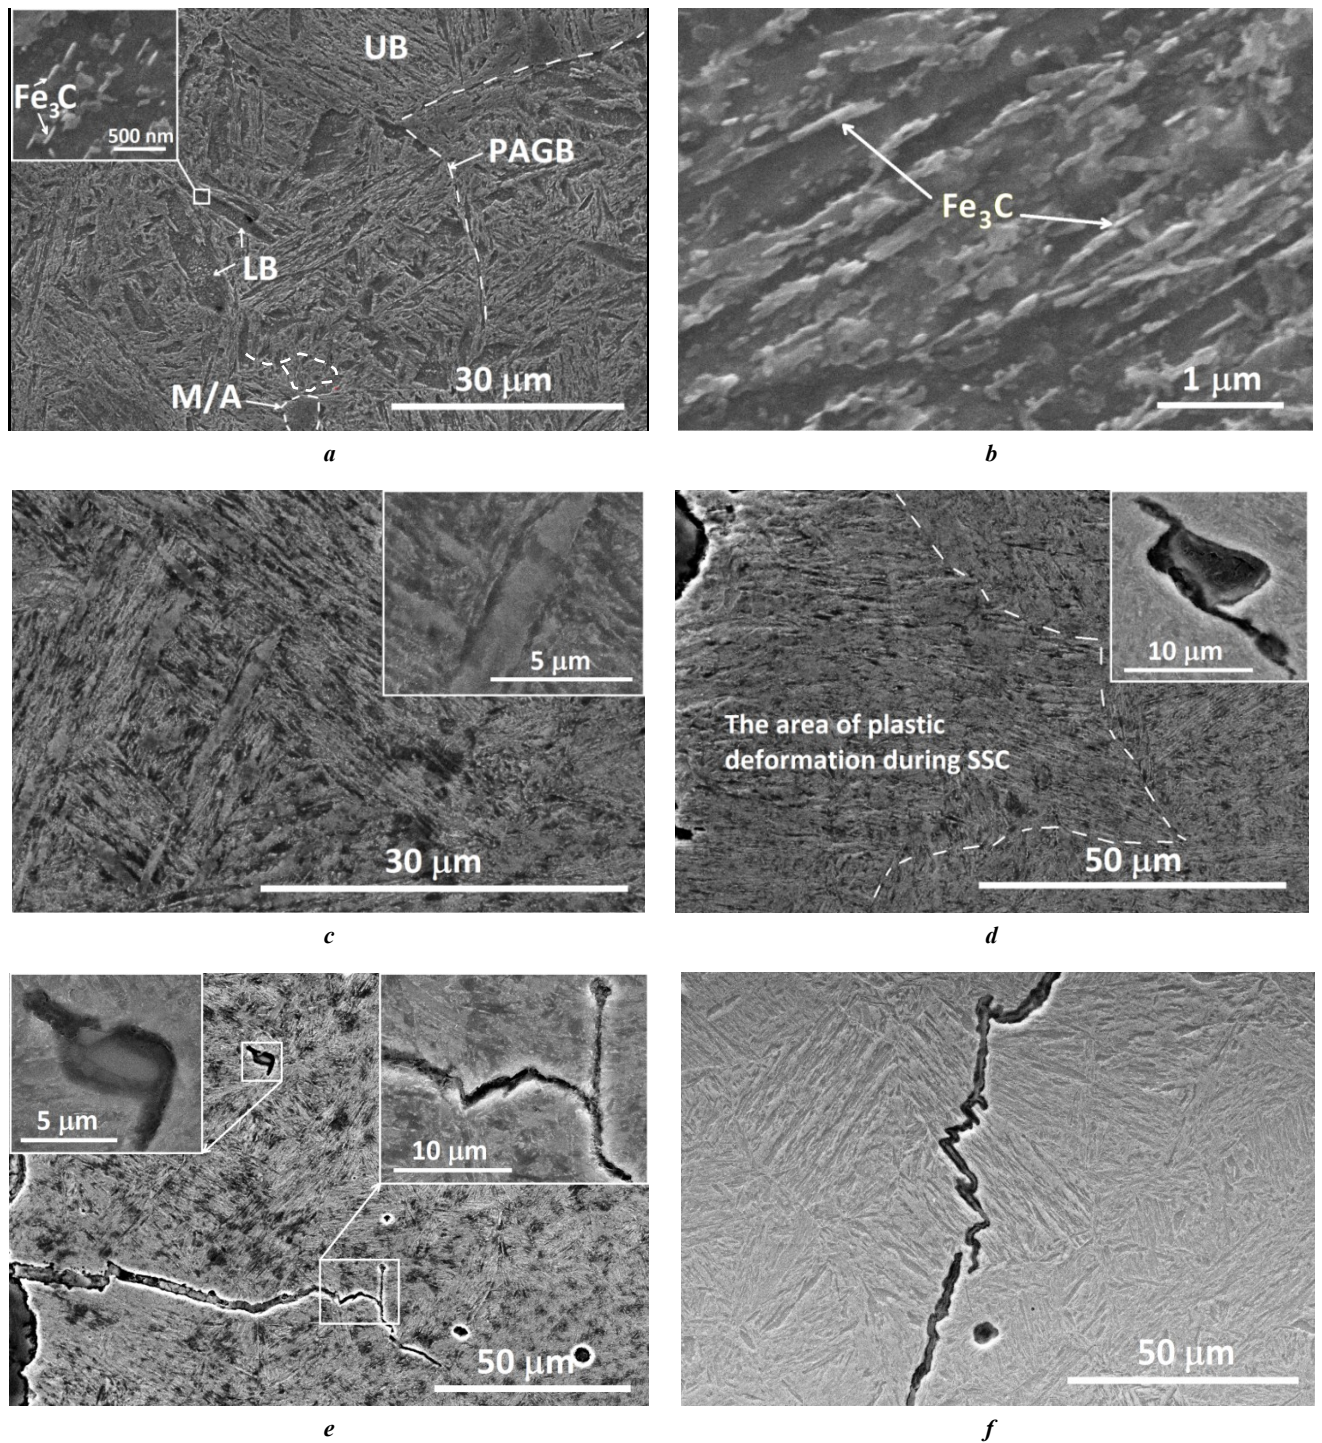 UB
Fe₃C
500 nm
PAGB
LB
M/A
30 μm
a
Fe₃C
1 μm
b
5 μm
30 μm
c
10 μm
The area of plastic
deformation during SSC
50 μm
d
5 μm
10 μm
50 μm
e
50 μm
f